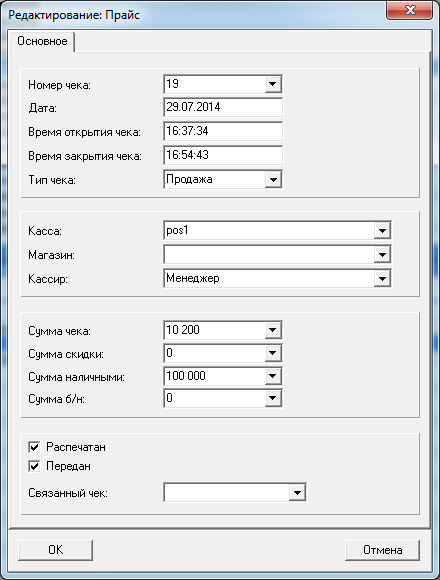 Редактирование: Прайс
Основное
Номер чека: 19
Дата: 29.07.2014
Время открытия чека: 16:37:34
Время закрытия чека: 16:54:43
Тип чека: Продажа
Касса: pos1
Магазин:
Кассир: Менеджер
Сумма чека: 10 200
Сумма скидки: 0
Сумма наличными: 100 000
Сумма б/н: 0
Распечатан
Передан
Связанный чек:
OK Отмена